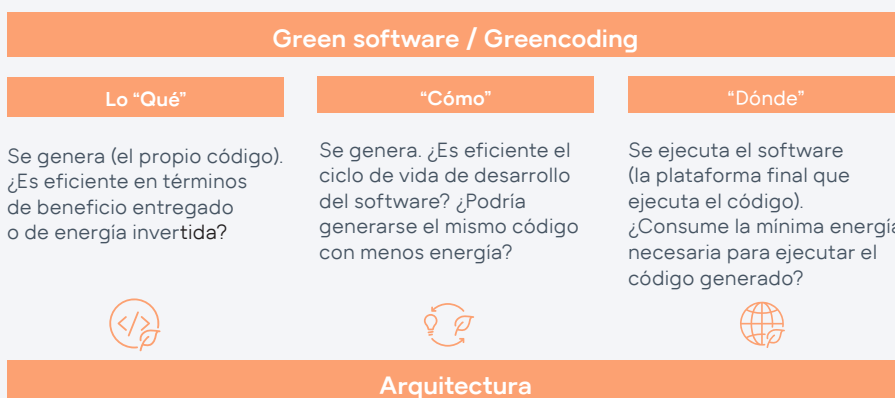 Green software / Greencoding
Lo “Qué”
Se genera (el propio código).
¿Es eficiente en términos
de beneficio entregado
o de energía invertida?
“Cómo”
Se genera. ¿Es eficiente el
ciclo de vida de desarrollo
del software? ¿Podría
generarse el mismo código
con menos energía?
“Dónde”
Se ejecuta el software
(la plataforma final que
ejecuta el código).
¿Consume la mínima energía
necesaria para ejecutar el
código generado?
Arquitectura